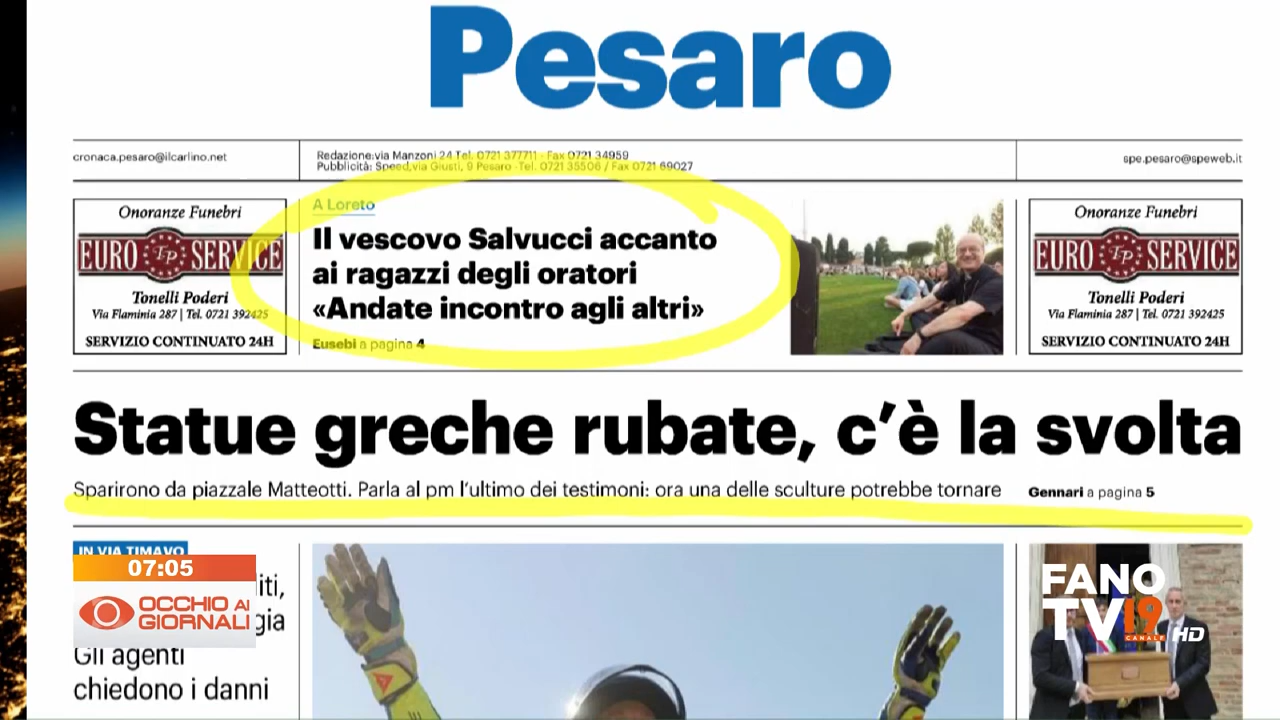 Pesaro
cronaca.pesaro@ilcarlino.net
Redazione:via Manzoni 24 Tel. 0721 377711 - Fax 0721 34959
Pubblicità: Speed,via Giusti, 9 Pesaro -Tel. 0721 35506 / Fax 0721 69027
spe.pesaro@speweb.it
Onoranze Funebri
EURO TP SERVICE
Tonelli Poderi
Via Flaminia 287 | Tel. 0721 392425
SERVIZIO CONTINUATO 24H
A Loreto
Il vescovo Salvucci accanto
ai ragazzi degli oratori
«Andate incontro agli altri»
Eusebi a pagina 4
Onoranze Funebri
EURO TP SERVICE
Tonelli Poderi
Via Flaminia 287 | Tel. 0721 392425
SERVIZIO CONTINUATO 24H
Statue greche rubate, c’è la svolta
Sparirono da piazzale Matteotti. Parla al pm l’ultimo dei testimoni: ora una delle sculture potrebbe tornare
Gennari a pagina 5
IN VIA TIMAVO
07:05
OCCHIO AI
GIORNALI
Gli agenti
chiedono i danni
FANO
TV19
CANALE HD